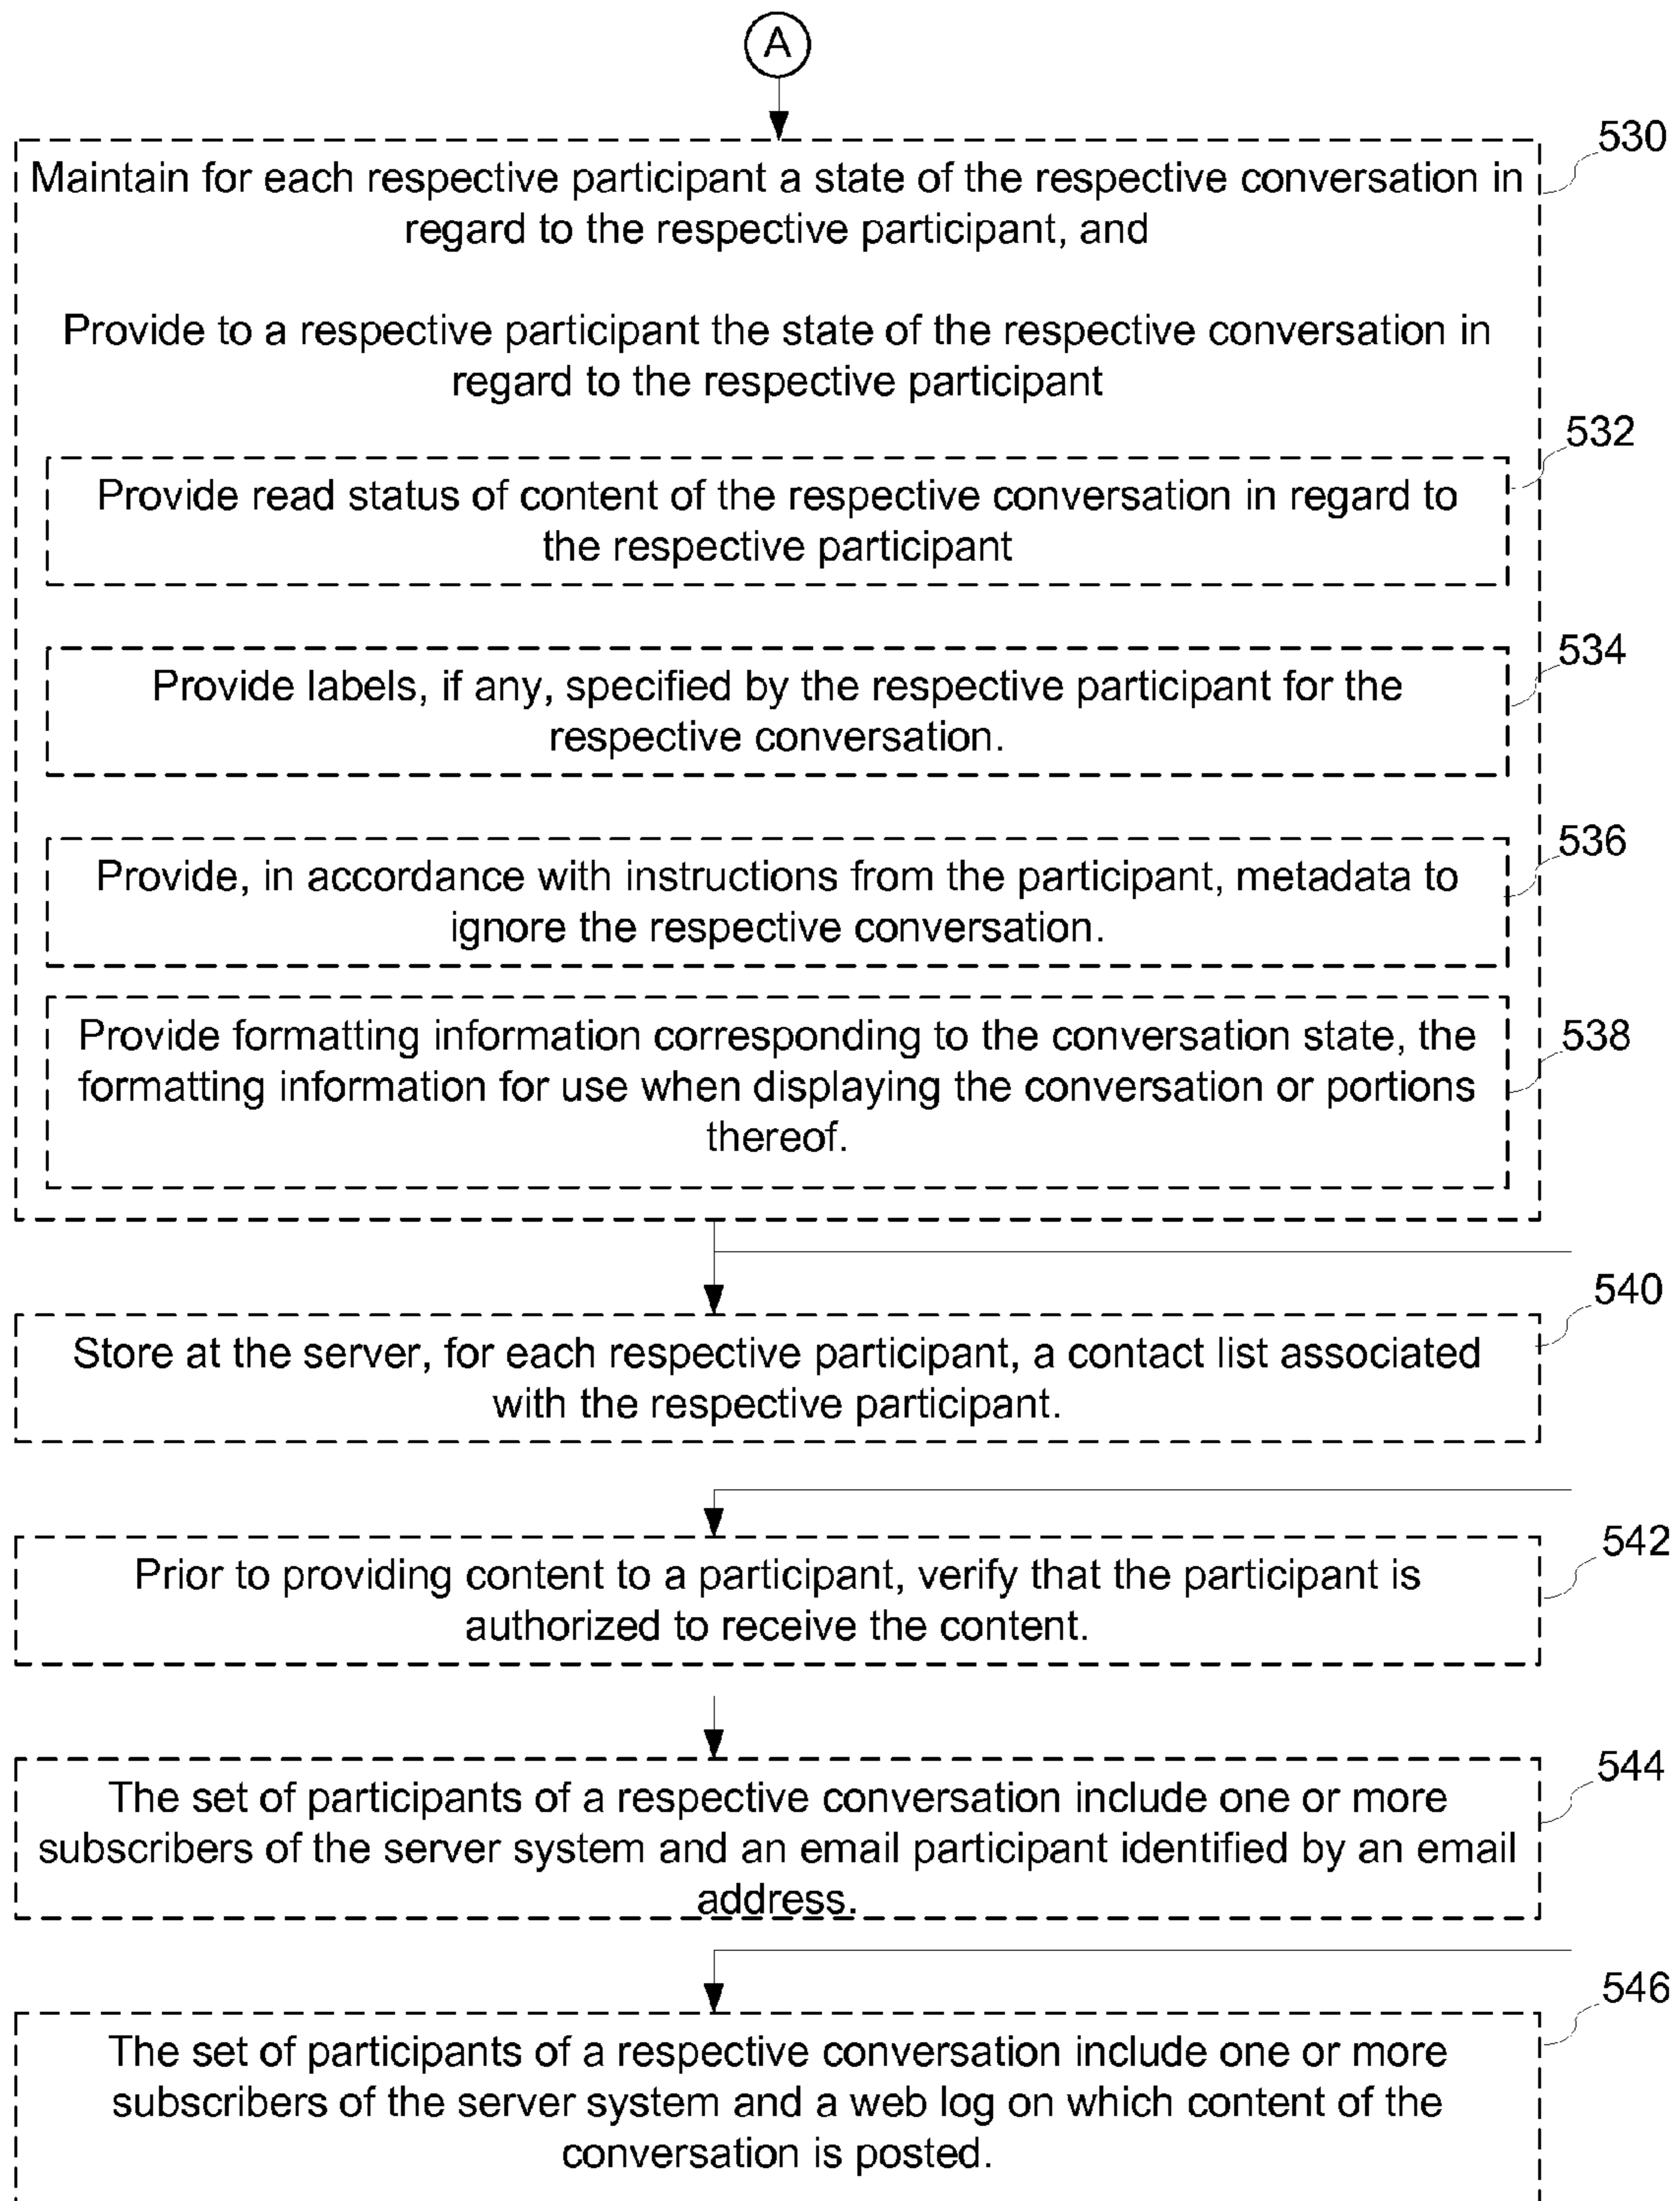 A
530
Maintain for each respective participant a state of the respective conversation in
regard to the respective participant, and
Provide to a respective participant the state of the respective conversation in
regard to the respective participant
532
Provide read status of content of the respective conversation in regard to
the respective participant
534
Provide labels, if any, specified by the respective participant for the
respective conversation.
536
Provide, in accordance with instructions from the participant, metadata to
ignore the respective conversation.
538
Provide formatting information corresponding to the conversation state, the
formatting information for use when displaying the conversation or portions
thereof.
540
Store at the server, for each respective participant, a contact list associated
with the respective participant.
542
Prior to providing content to a participant, verify that the participant is
authorized to receive the content.
544
The set of participants of a respective conversation include one or more
subscribers of the server system and an email participant identified by an email
address.
546
The set of participants of a respective conversation include one or more
subscribers of the server system and a web log on which content of the
conversation is posted.